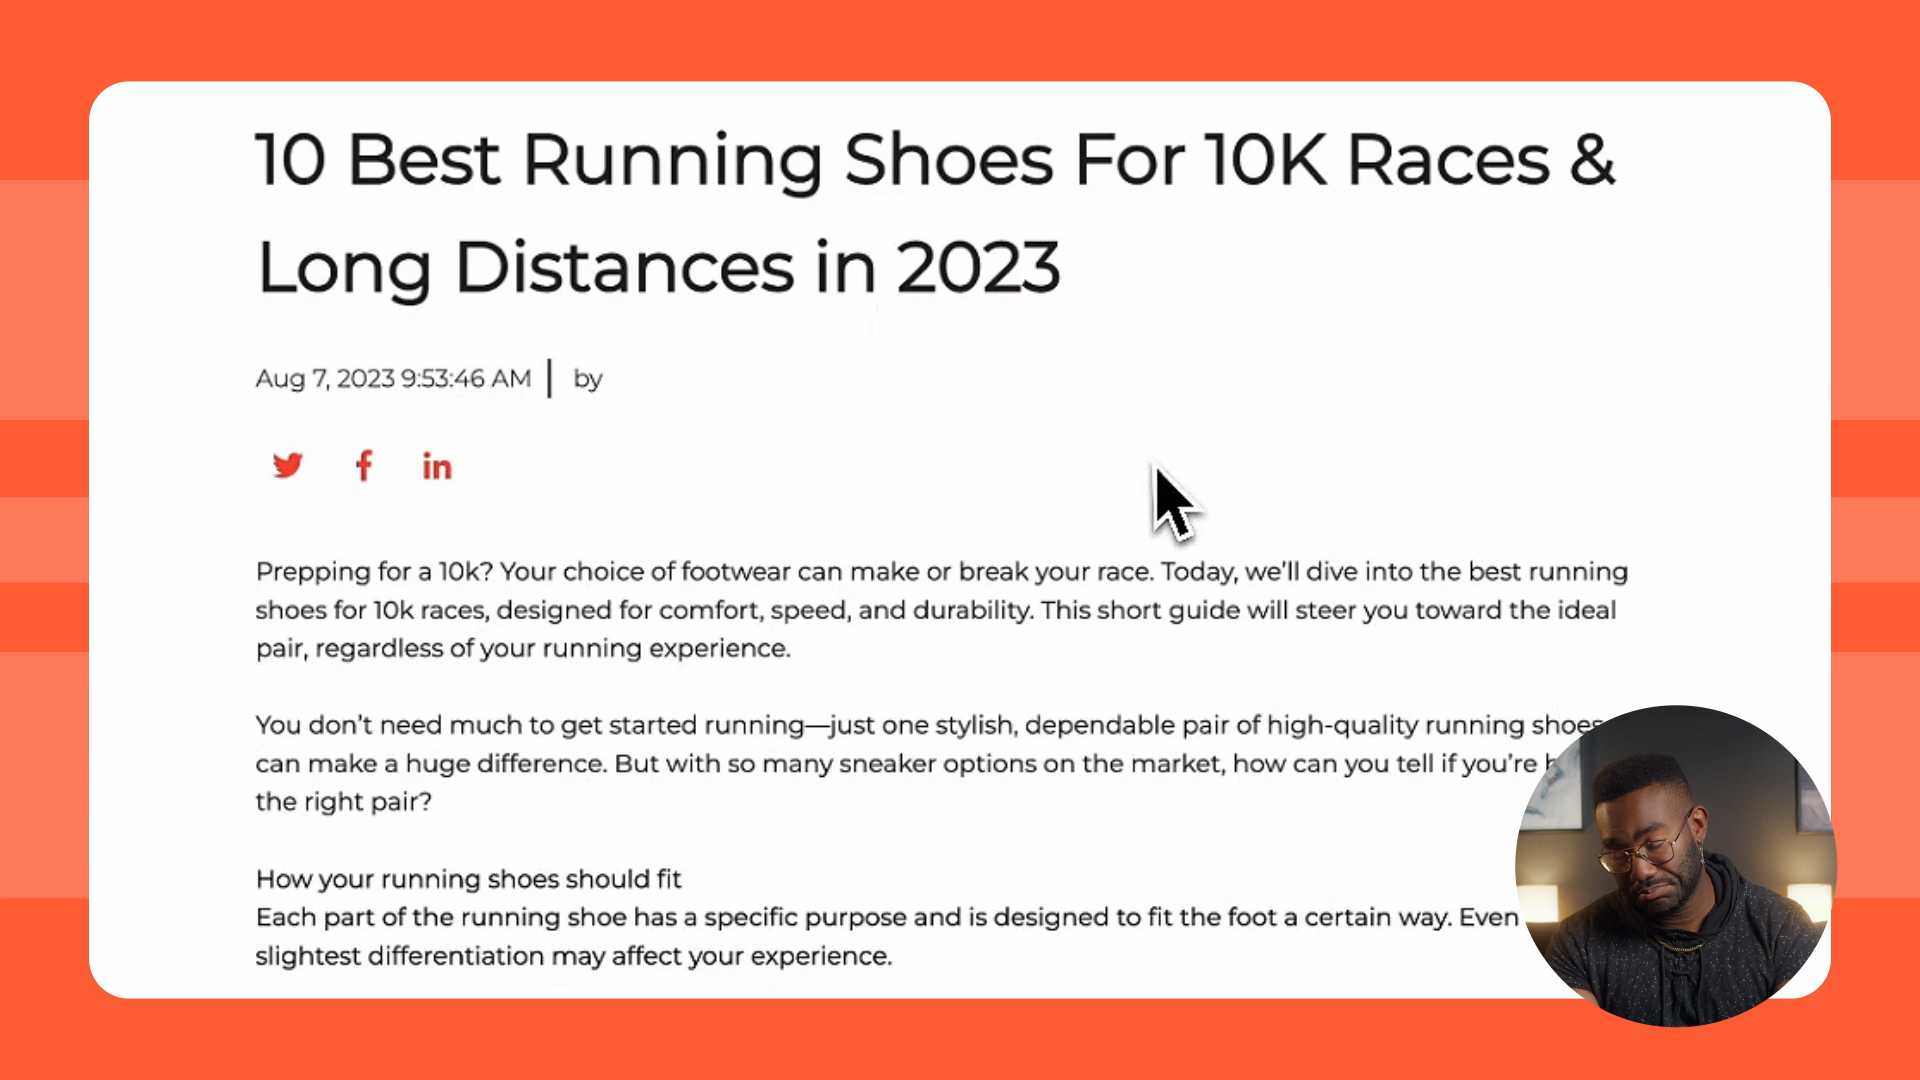 10 Best Running Shoes For 10K Races &
Long Distances in 2023
Aug 7, 2023 9:53:46 AM | by
Prepping for a 10k? Your choice of footwear can make or break your race. Today, we’ll dive into the best running
shoes for 10k races, designed for comfort, speed, and durability. This short guide will steer you toward the ideal
pair, regardless of your running experience.
You don’t need much to get started running—just one stylish, dependable pair of high-quality running shoes
can make a huge difference. But with so many sneaker options on the market, how can you tell if you’re
the right pair?
How your running shoes should fit
Each part of the running shoe has a specific purpose and is designed to fit the foot a certain way. Even
slightest differentiation may affect your experience.